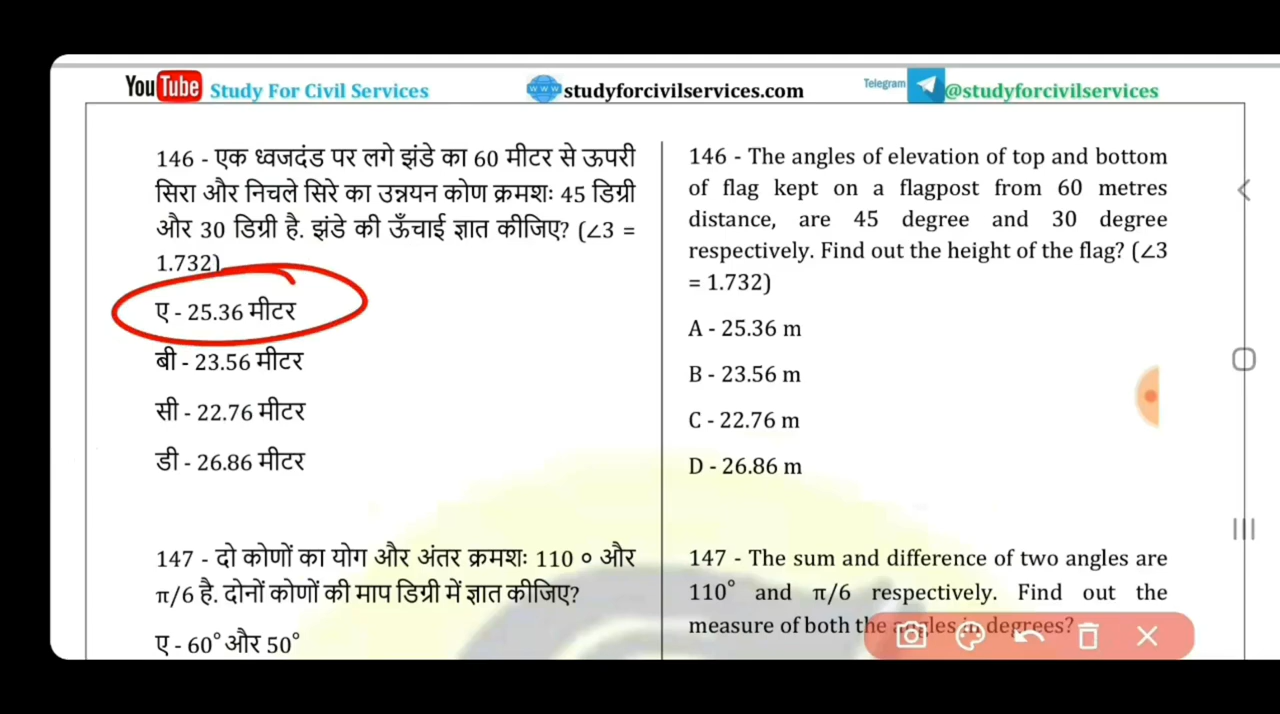 YouTube Study For Civil Services
www studyforcivilservices.com
Telegram @studyforcivilservices
146 - एक ध्वजदंड पर लगे झंडे का 60 मीटर से ऊपरी
सिरा और निचले सिरे का उन्नयन कोण क्रमशः 45 डिग्री
और 30 डिग्री है. झंडे की ऊँचाई ज्ञात कीजिए? (∠3 =
1.732)
ए - 25.36 मीटर
बी - 23.56 मीटर
सी - 22.76 मीटर
डी - 26.86 मीटर
147 - दो कोणों का योग और अंतर क्रमशः 110 ० और
π/6 है. दोनों कोणों की माप डिग्री में ज्ञात कीजिए?
ए - 60° और 50°
146 - The angles of elevation of top and bottom
of flag kept on a flagpost from 60 metres
distance, are 45 degree and 30 degree
respectively. Find out the height of the flag? (∠3
= 1.732)
A - 25.36 m
B - 23.56 m
C - 22.76 m
D - 26.86 m
147 - The sum and difference of two angles are
110° and π/6 respectively. Find out the
measure of both the angles in degrees?